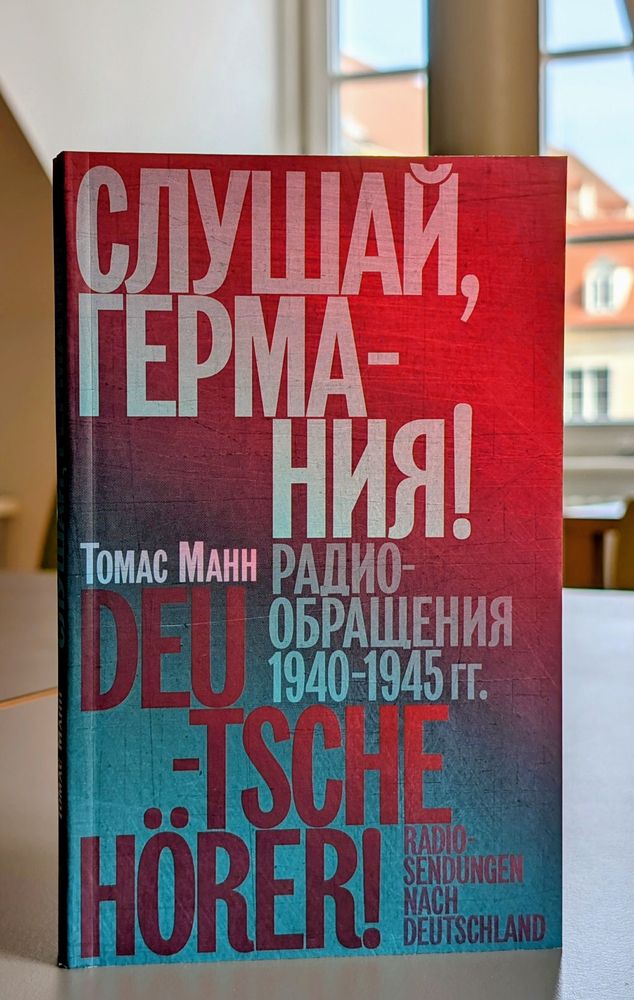 СЛУШАЙ,
ГЕРМА-
НИЯ!
ТОМАС МАНН
РАДИО-
ОБРАЩЕНИЯ
1940-1945 ГГ.
DEU
-TSCHE
HÖRER!
RADIO-
SENDUNGEN
NACH
DEUTSCHLAND